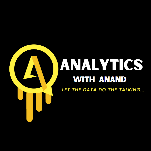 ANALYTICS
WITH ANAND
LET THE DATA DO THE TALKING